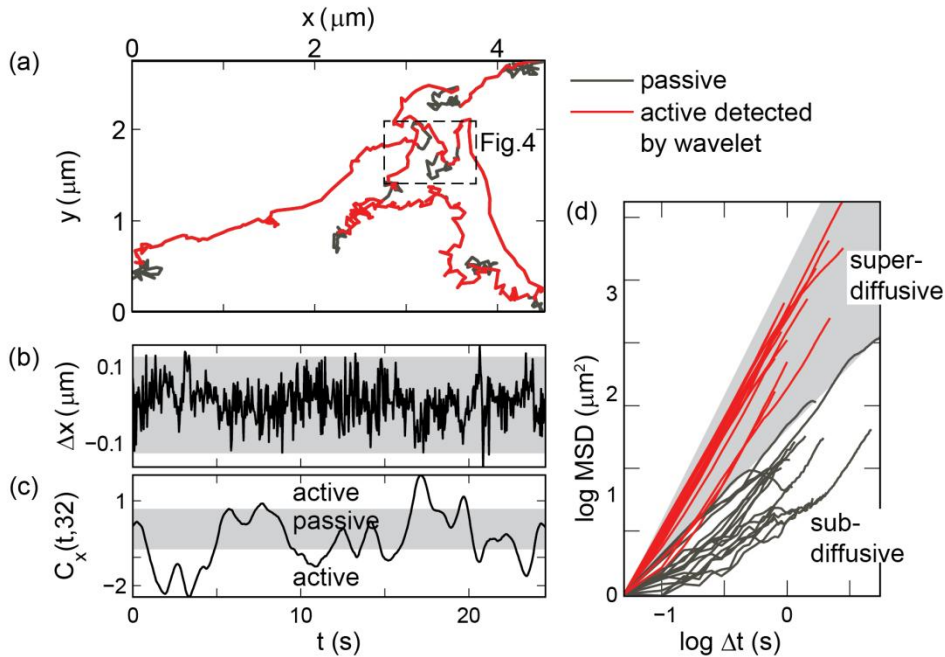 x (μm)
0 2 4
(a)
passive
active detected
by wavelet
Fig.4
2
1
0
y (μm)
(b)
0.1
−0.1
Δx (μm)
(c)
1
−2
C_x(t,32)
active
passive
active
0 10 20
t (s)
(d)
super-
diffusive
sub-
diffusive
3
2
1
0
log MSD (μm²)
−1 0
log Δt (s)